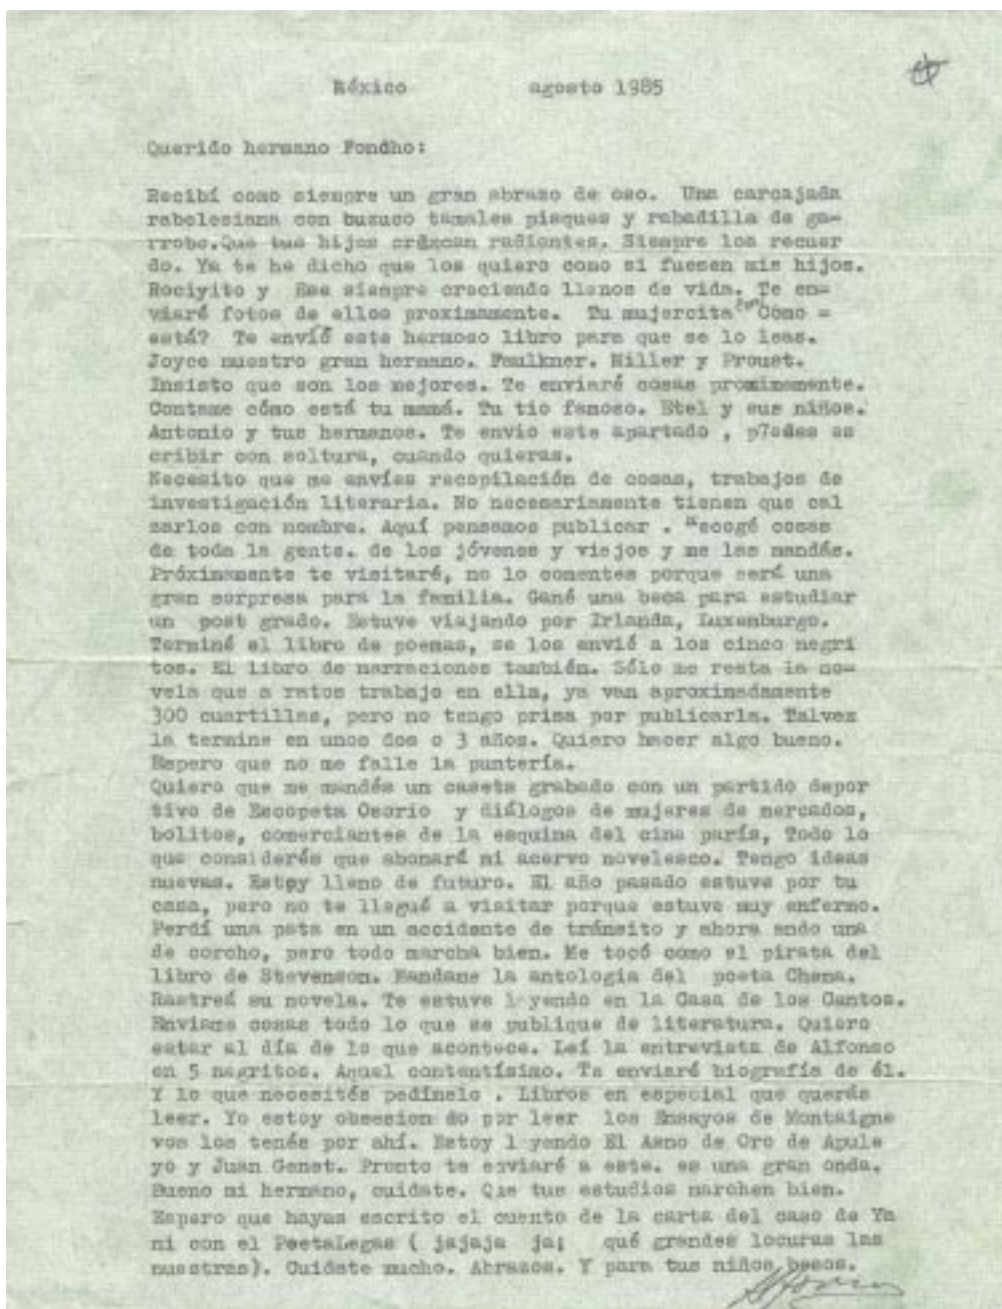 México agosto 1985
Querido hermano Fondho:
Recibí como siempre un gran abrazo de oso. Una carcajada
rabelesiana con buzuco tamales pisques y rabadilla de ga-
rrobo.Que tus hijos crezcan radiantes. Siempre los recuer
do. Ya te he dicho que los quiero como si fuesen mis hijos.
Rociyito y Ese siempre creciendo llenos de vida. Te en-
viaré fotos de ellos proximamente. Tu mujercita Cómo =
está? Te envíó este hermoso libro para que se lo leas.
Joyce nuestro gran hermano. Faulkner. Miller y Proust.
Insisto que son los mejores. Te enviaré cosas proximamente.
Contame cómo está tu mamá. Tu tio famoso. Etel y sus niños.
Antonio y tus hermanos. Te envio este apartado , p7edes es
cribir con soltura, cuando quieras.
Necesito que me envíes recopilación de cosas, trabajos de
investigación literaria. No necesariamente tienen que cal
zarlos con nombre. Aquí pensamos publicar . "ecogé cosas
de toda la gente. de los jóvenes y viejos y me las mandás.
Próximamente te visitaré, no lo comentes porque será una
gran sorpresa para la familia. Gané una beca para estudiar
un post grado. Estuve viajando por Irlanda, Luxemburgo.
Terminé el libro de poemas, se los envié a los cinco negri
tos. El libro de narraciones también. Sólo me resta la no-
vela que a ratos trabajo en ella, ya van aproximadamente
300 cuartillas, pero no tengo prisa por publicarla. Talvez
la termine en unos dos o 3 años. Quiero hacer algo bueno.
Espero que no me falle la puntería.
Quiero que me mandés un casete grabado con un partido depor
tivo de Escopeta Osorio y diálogos de mujeres de mercados,
bolitos, comerciantes de la esquina del cine parís, Todo lo
que considerés que abonará mi acervo novelesco. Tengo ideas
nuevas. Estoy lleno de futuro. El año pasado estuve por tu
casa, pero no te llegué a visitar porque estuve muy enfermo.
Perdí una pata en un accidente de tránsito y ahora ando una
de corcho, pero todo marcha bien. Me tocó como el pirata del
libro de Stevenson. Mandame la antologia del poeta Chema.
Rastreá su novela. Te estuve l yendo en la Casa de los Cantos.
Enviame cosas todo lo que se publique de literatura. Quiero
estar al día de lo que acontece. Leí la entrevista de Alfonso
en 5 negritos. Aquel contentísimo. Te enviaré biografía de él.
Y lo que necesités pedímelo . Libros en especial que querás
leer. Yo estoy obsesion do por leer los Ensayos de Montaigne
vos los tenés por ahí. Estoy l yendo El Asno de Oro de Apule
yo y Juan Genet. Pronto te enviaré a este. es una gran onda.
Bueno mi hermano, cuidate. Que tus estudios marchen bien.
Espero que hayas escrito el cuento de la carta del caso de Ya
ni con el PoetaLegas ( jajaja ja¡ qué grandes locuras las
nuestras). Cuidate mucho. Abrazos. Y para tus niños besos.